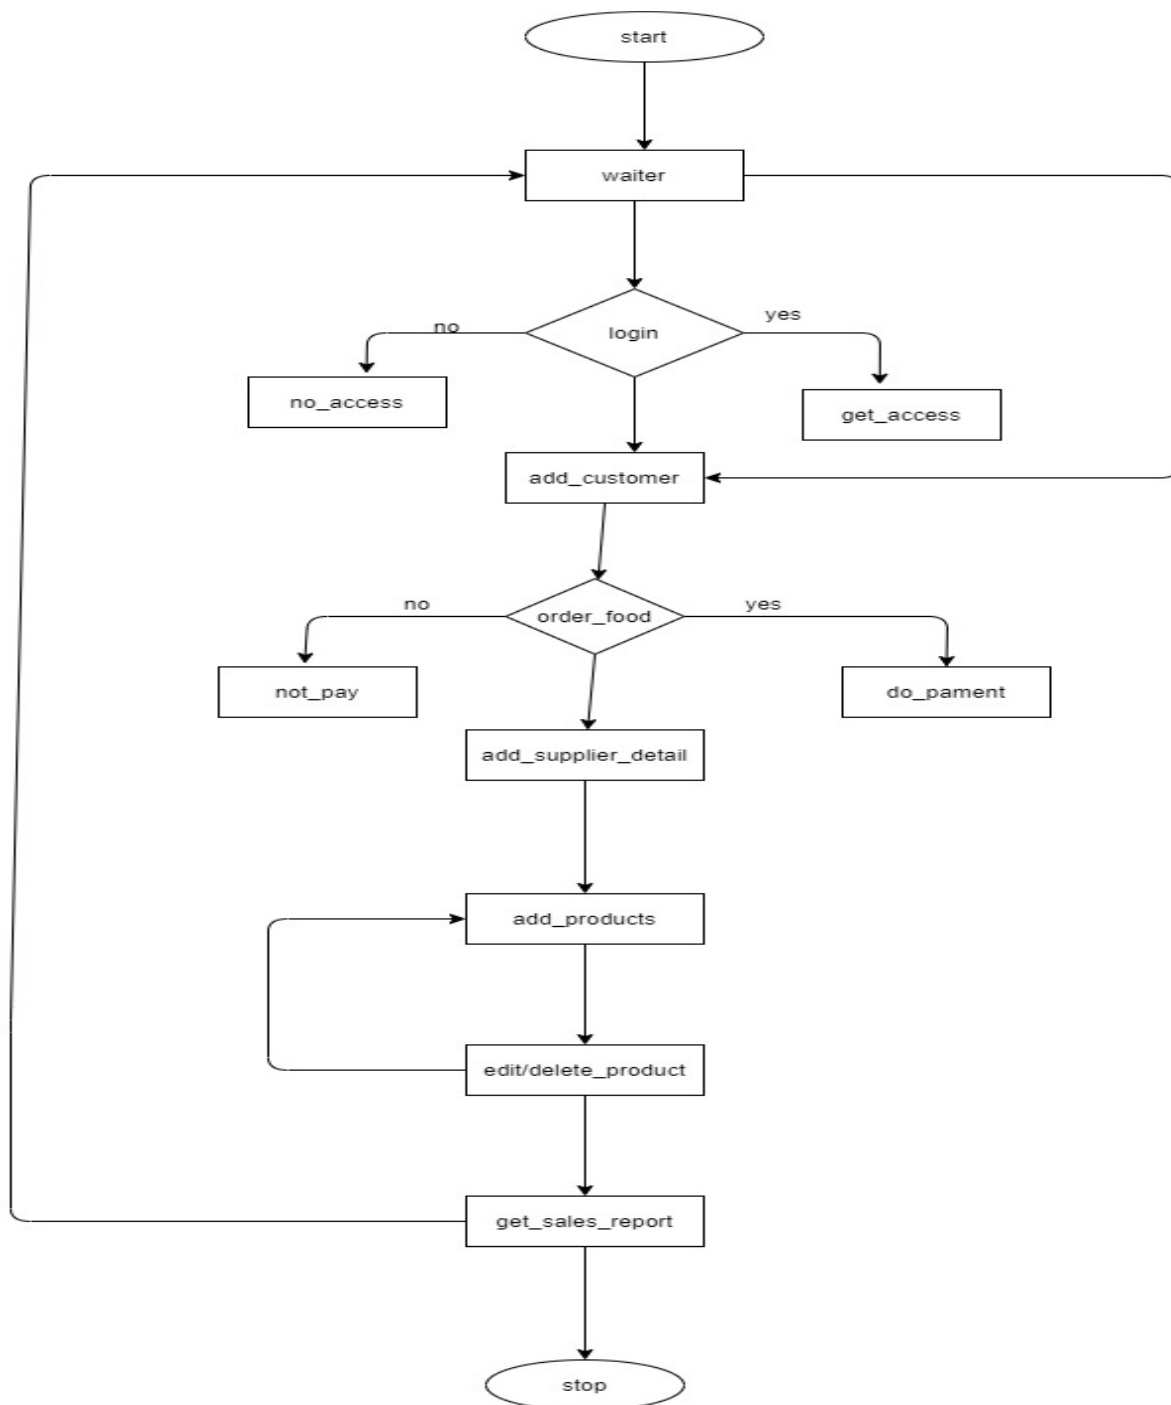 start
waiter
login
no
yes
no_access
get_access
add_customer
order_food
no
yes
not_pay
do_pament
add_supplier_detail
add_products
edit/delete_product
get_sales_report
stop